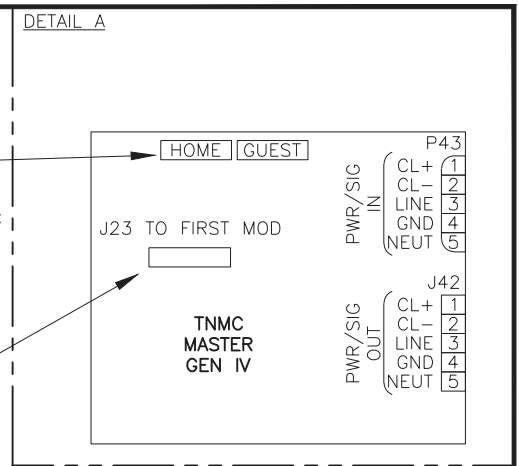 DETAIL A
HOME GUEST
J23 TO FIRST MOD
TNMC
MASTER
GEN IV
P43
PWR/SIG
IN
CL+ 1
CL- 2
LINE 3
GND 4
NEUT 5
J42
PWR/SIG
OUT
CL+ 1
CL- 2
LINE 3
GND 4
NEUT 5